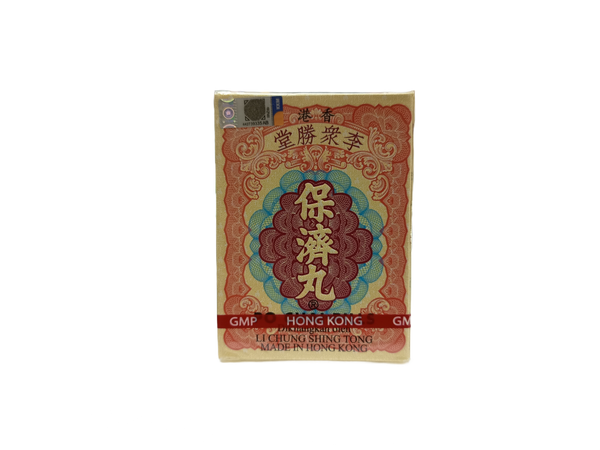 香港
李眾勝堂
保濟丸
®
GMP HONG KONG GM
LI CHUNG SHING TONG
MADE IN HONG KONG